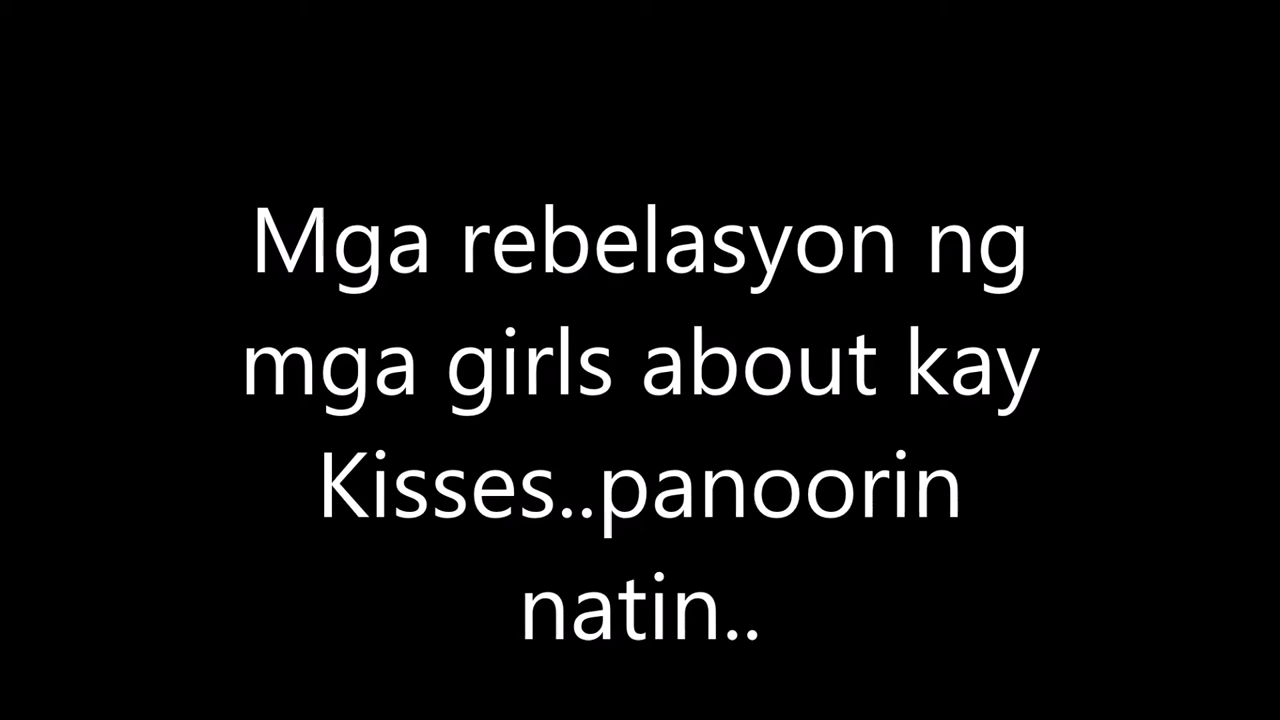 Mga rebelasyon ng
mga girls about kay
Kisses..panoorin
natin..